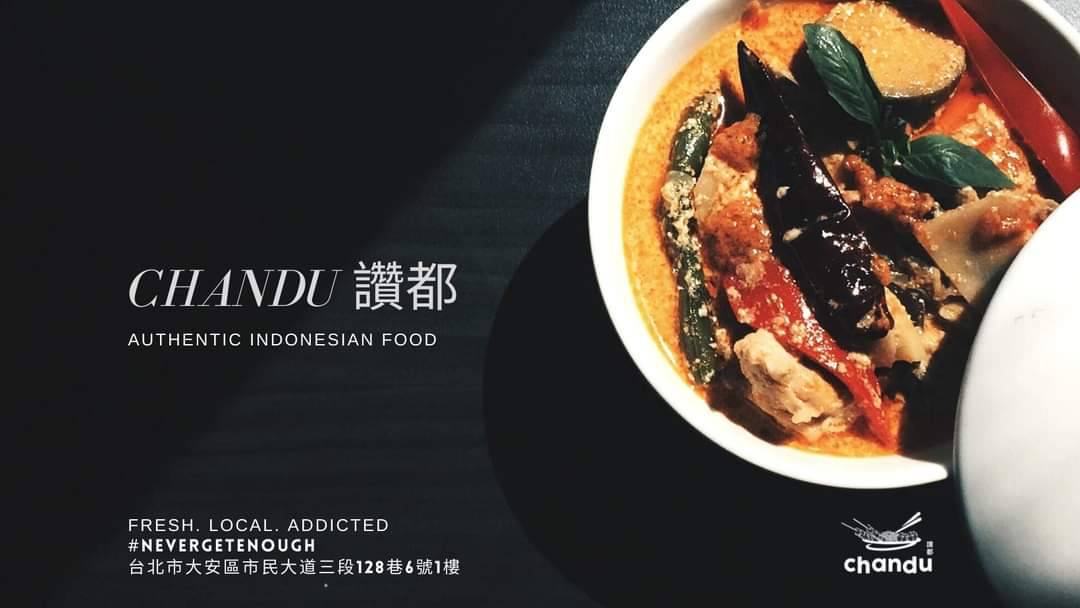 CHANDU 讚都
AUTHENTIC INDONESIAN FOOD
FRESH. LOCAL. ADDICTED
#NEVERGETENOUGH
台北市大安區市民大道三段128巷6號1樓
讚都
chandu